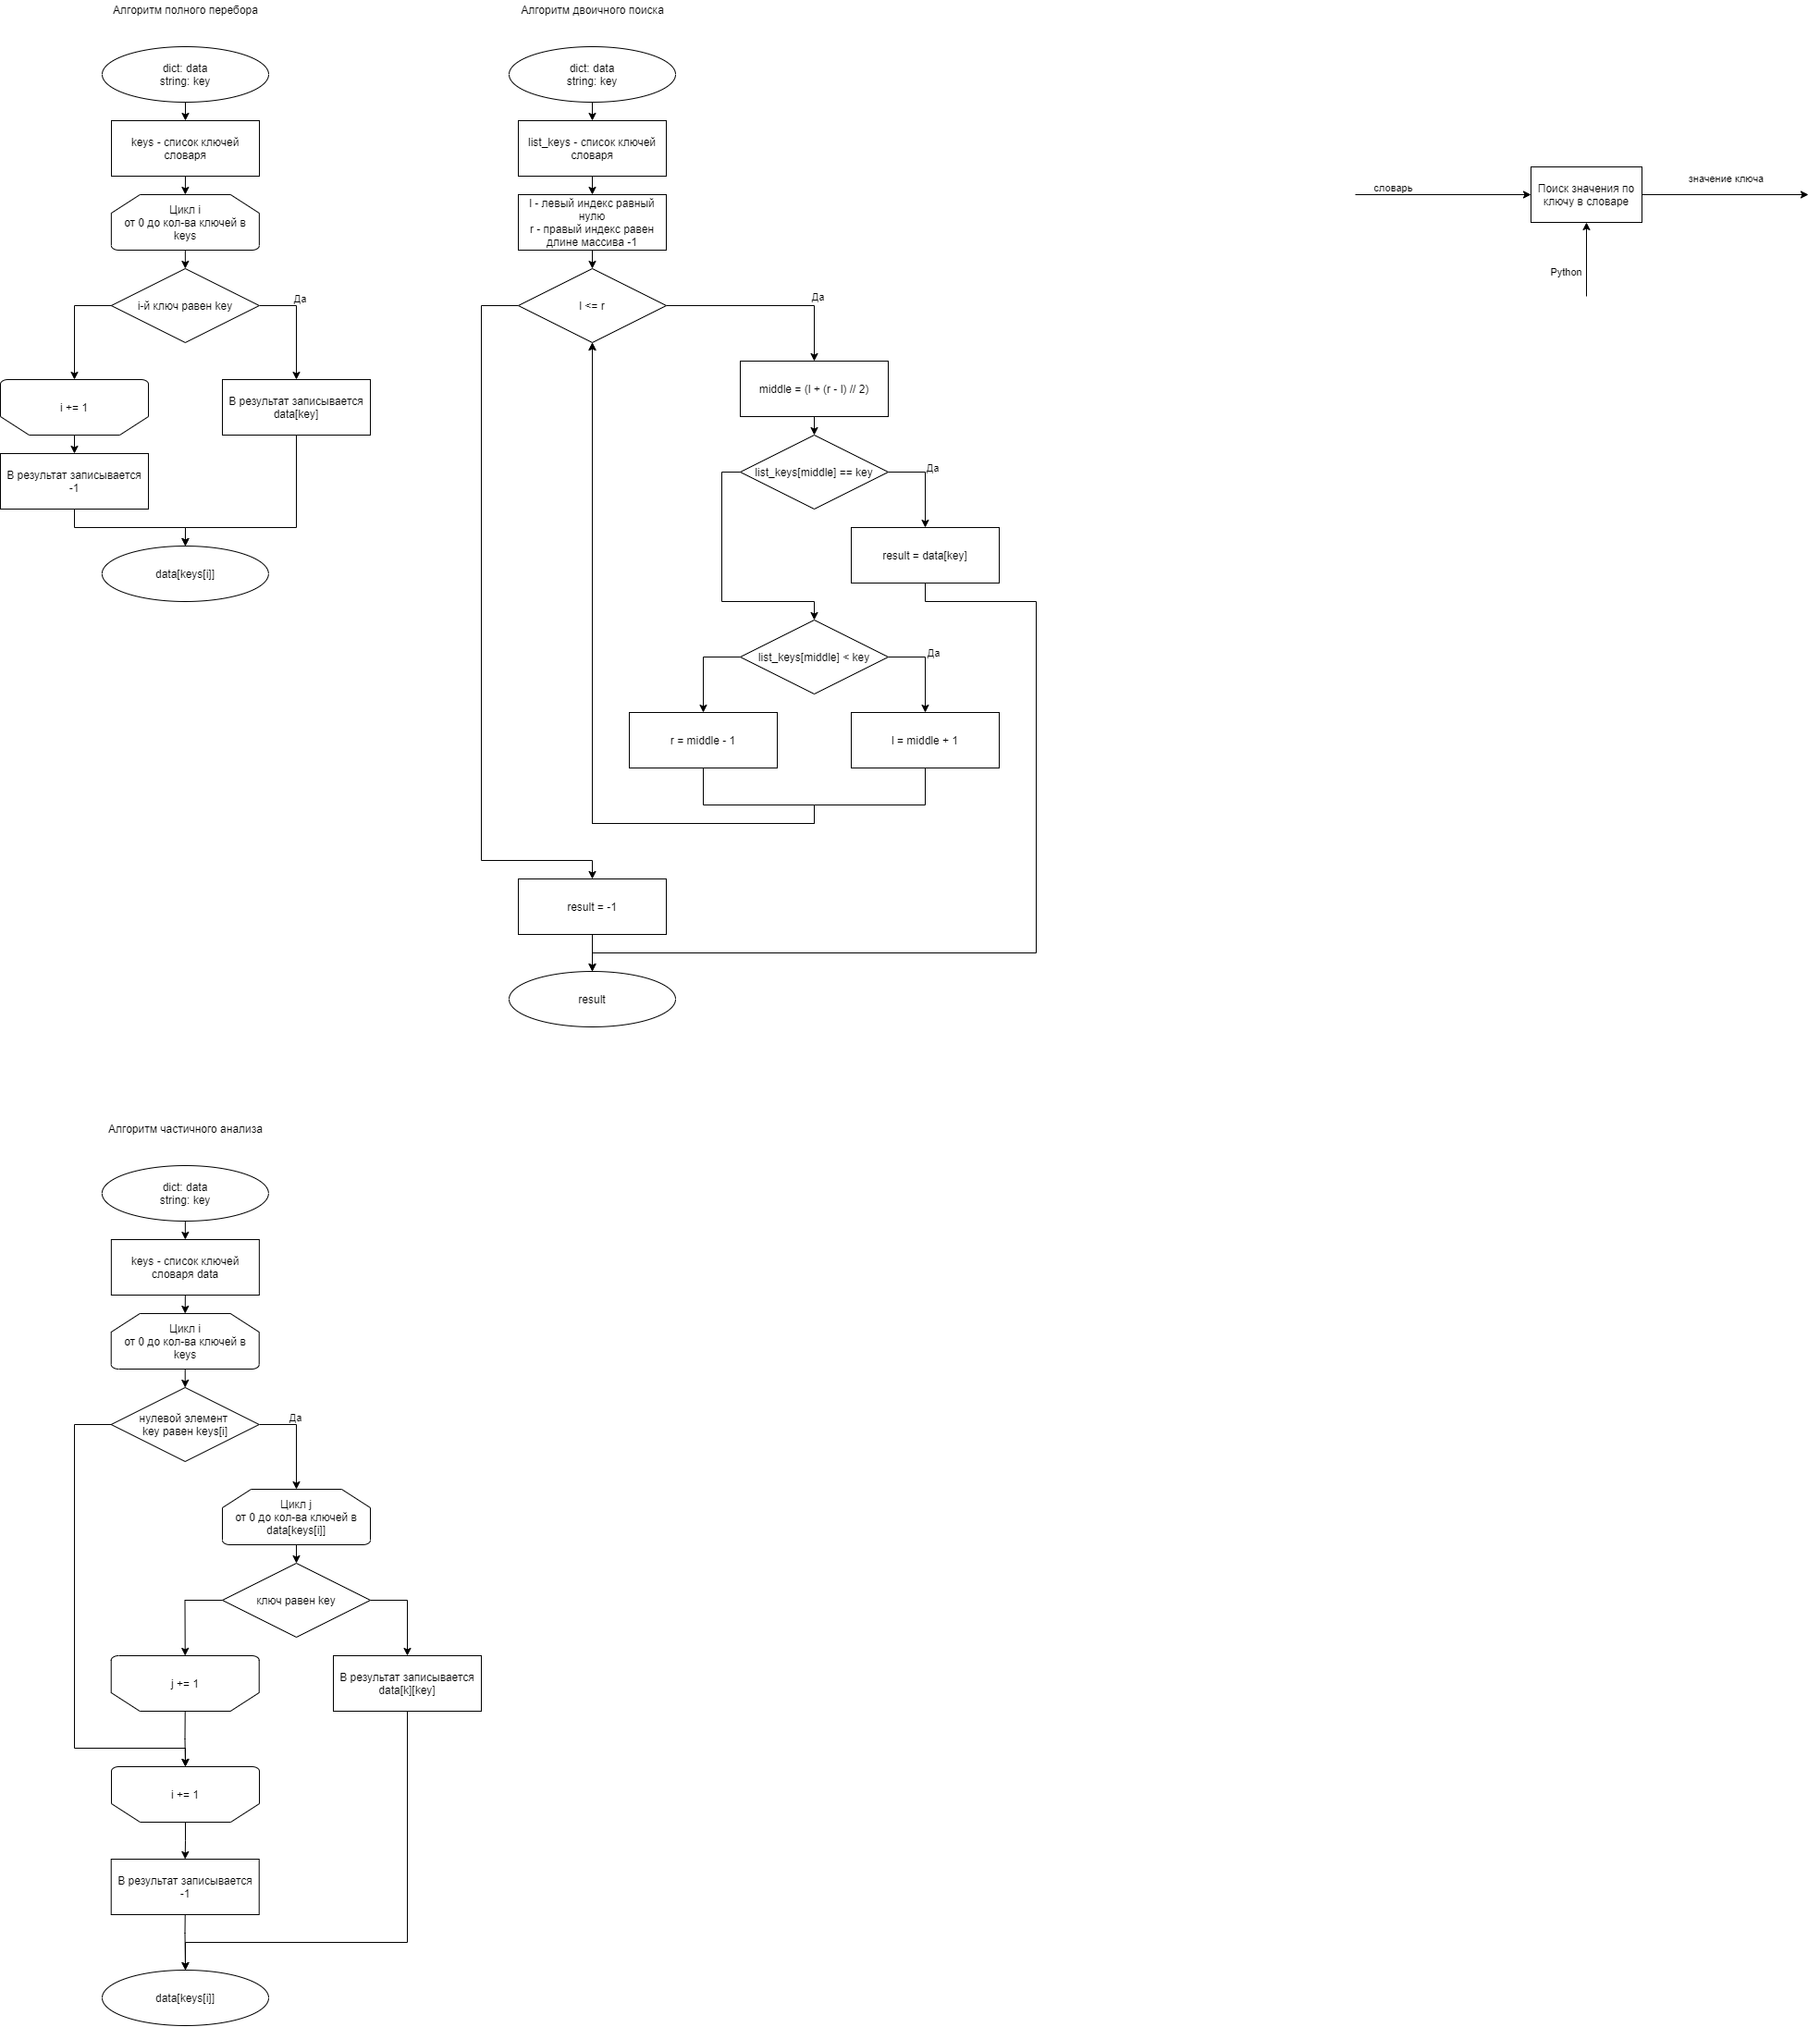 Алгоритм полного перебора
dict: data
string: key
keys - список ключей
словаря
Цикл i
от 0 до кол-ва ключей в
keys
i-й ключ равен key
Да
i += 1
В результат записывается
data[key]
В результат записывается
-1
data[keys[i]]
Алгоритм двоичного поиска
dict: data
string: key
list_keys - список ключей
словаря
l - левый индекс равный
нулю
r - правый индекс равен
длине массива -1
l <= r
Да
middle = (l + (r - l) // 2)
list_keys[middle] == key
Да
result = data[key]
list_keys[middle] < key
Да
r = middle - 1
l = middle + 1
result = -1
result
словарь
Поиск значения по
ключу в словаре
значение ключа
Python
Алгоритм частичного анализа
dict: data
string: key
keys - список ключей
словаря data
Цикл i
от 0 до кол-ва ключей в
keys
нулевой элемент
key равен keys[i]
Да
Цикл j
от 0 до кол-ва ключей в
data[keys[i]]
ключ равен key
j += 1
В результат записывается
data[k][key]
i += 1
В результат записывается
-1
data[keys[i]]